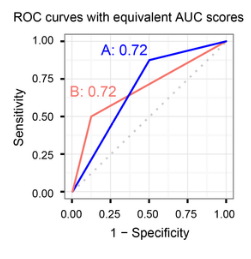 ROC curves with equivalent AUC scores
1.00
0.75
0.50
0.25
0.00
Sensitivity
A: 0.72
B: 0.72
0.00 0.25 0.50 0.75 1.00
1 − Specificity